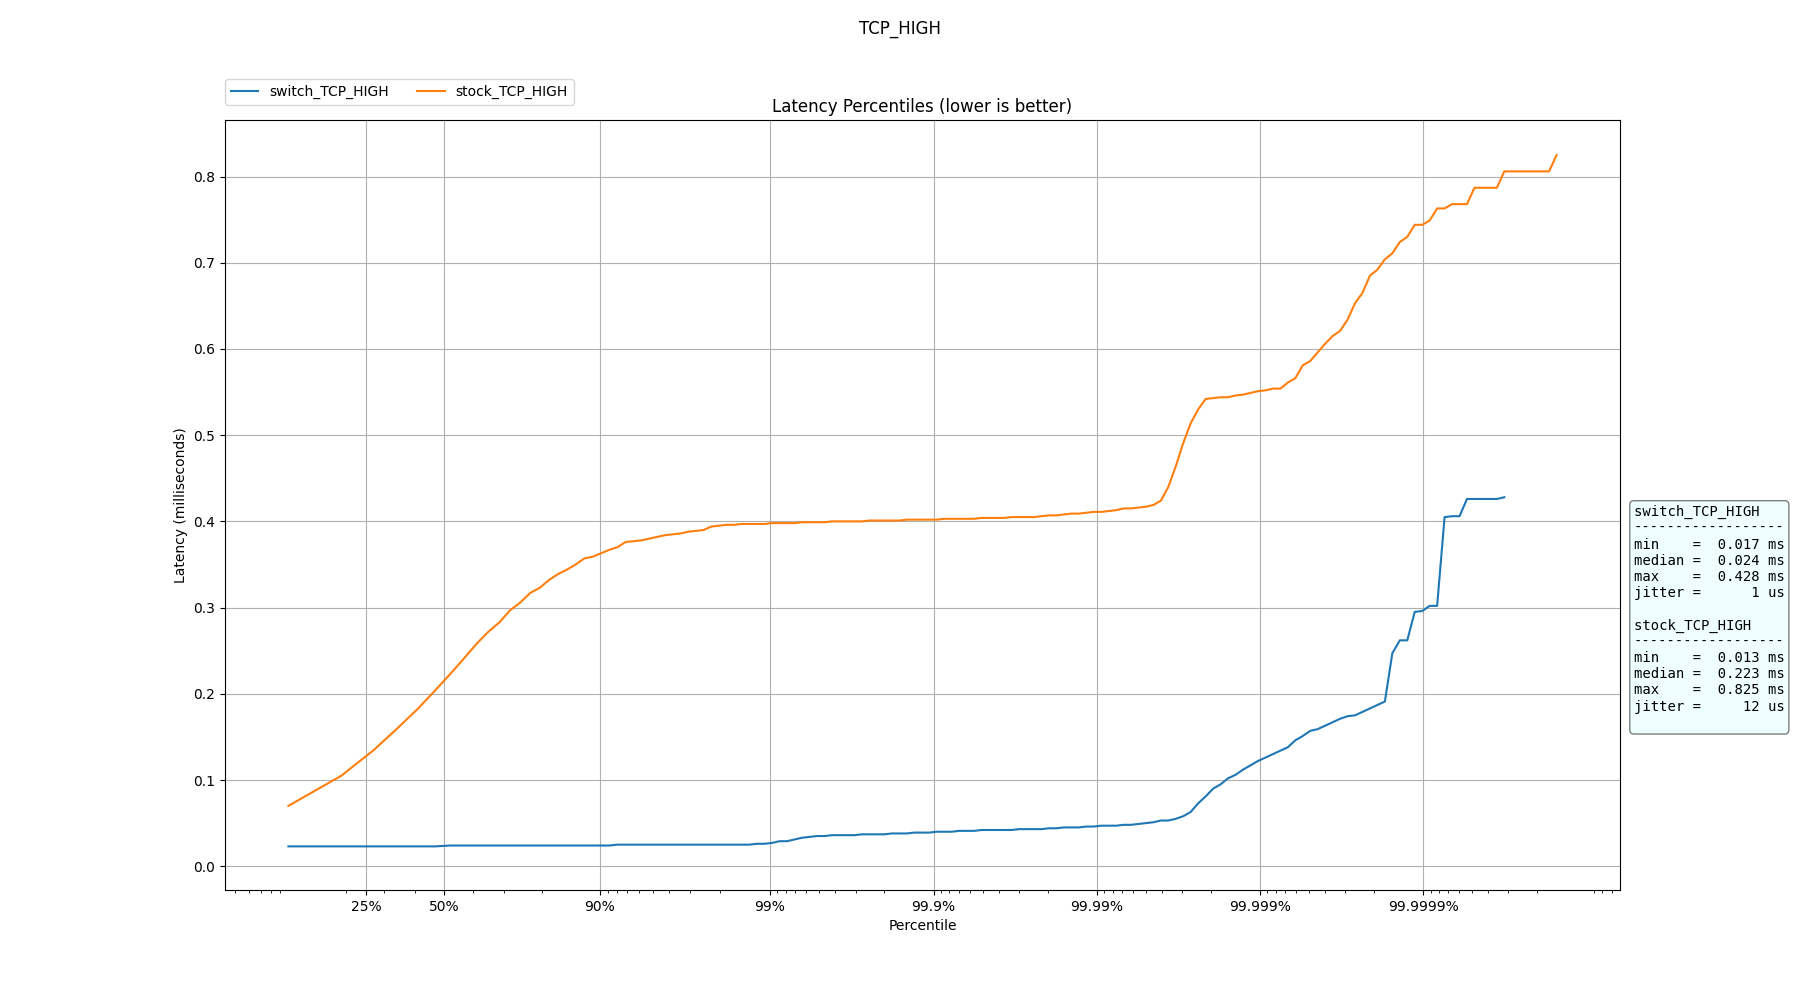 TCP_HIGH
switch_TCP_HIGH stock_TCP_HIGH
Latency Percentiles (lower is better)
0.8
0.7
0.6
0.5
0.4
0.3
0.2
0.1
0.0
Latency (milliseconds)
25% 50% 90% 99% 99.9% 99.99% 99.999% 99.9999%
Percentile
switch_TCP_HIGH
------------------
min    =  0.017 ms
median =  0.024 ms
max    =  0.428 ms
jitter =      1 us
stock_TCP_HIGH
------------------
min    =  0.013 ms
median =  0.223 ms
max    =  0.825 ms
jitter =     12 us